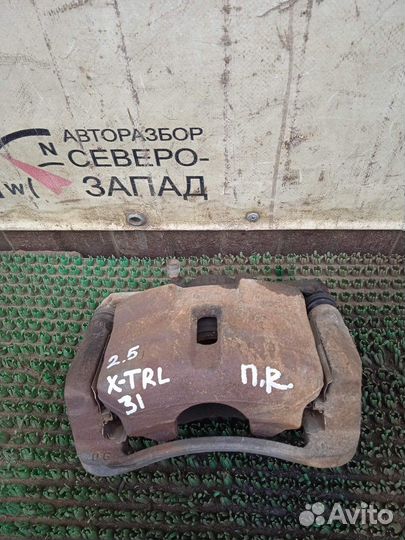 АВТОРАЗБОР
N СЕВЕРО-
W ЗАПАД
2.5
X-TRL
31
П.R.
Avito